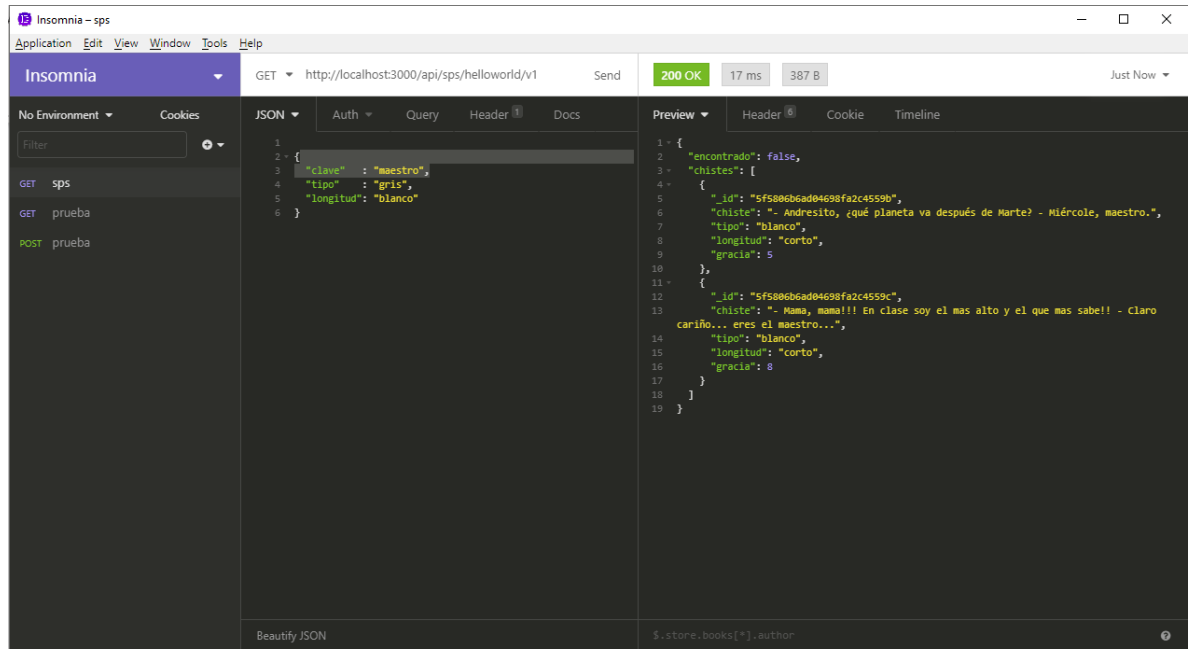 Insomnia – sps
Application Edit View Window Tools Help
Insomnia
GET http://localhost:3000/api/sps/helloworld/v1 Send
200 OK 17 ms 387 B Just Now
No Environment Cookies
JSON Auth Query Header 1 Docs
Preview Header 6 Cookie Timeline
Filter
GET sps
GET prueba
POST prueba
1
2 {
3 "clave" : "maestro",
4 "tipo" : "gris",
5 "longitud": "blanco"
6 }
1 {
2 "encontrado": false,
3 "chistes": [
4 {
5 "_id": "5f5806b6ad04698fa2c4559b",
6 "chiste": "- Andresito, ¿qué planeta va después de Marte? - Miércole, maestro.",
7 "tipo": "blanco",
8 "longitud": "corto",
9 "gracia": 5
10 },
11 {
12 "_id": "5f5806b6ad04698fa2c4559c",
13 "chiste": "- Mama, mama!!! En clase soy el mas alto y el que mas sabe!! - Claro
cariño... eres el maestro...",
14 "tipo": "blanco",
15 "longitud": "corto",
16 "gracia": 8
17 }
18 ]
19 }
Beautify JSON
$.store.books[*].author